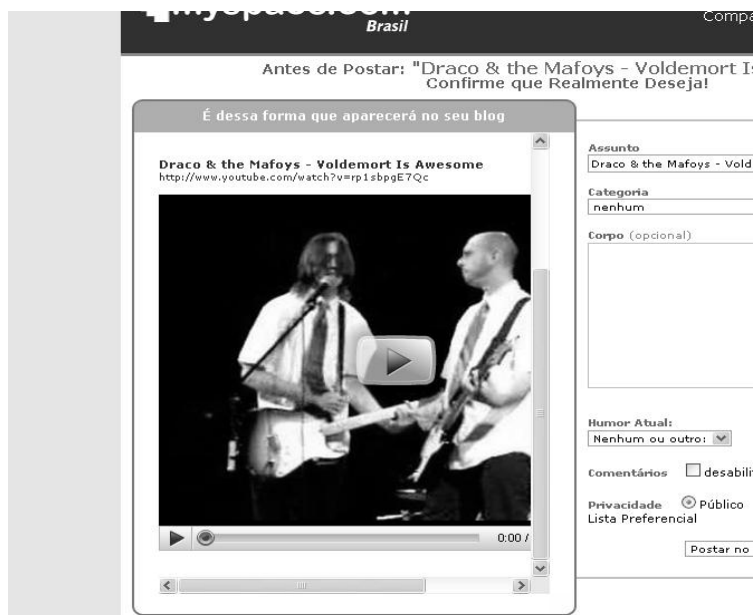 myspace.com
Brasil
Antes de Postar: "Draco & the Mafoys - Voldemort
Confirme que Realmente Deseja!
É dessa forma que aparecerá no seu blog
Draco & the Mafoys - Voldemort Is Awesome
http://www.youtube.com/watch?v=rp1sbpgE7Qc
0:00 /
Assunto
Draco & the Mafoys - Vold
Categoria
nenhum
Corpo (opcional)
Humor Atual:
Nenhum ou outro:
Comentários desabili
Privacidade Público
Lista Preferencial
Postar no